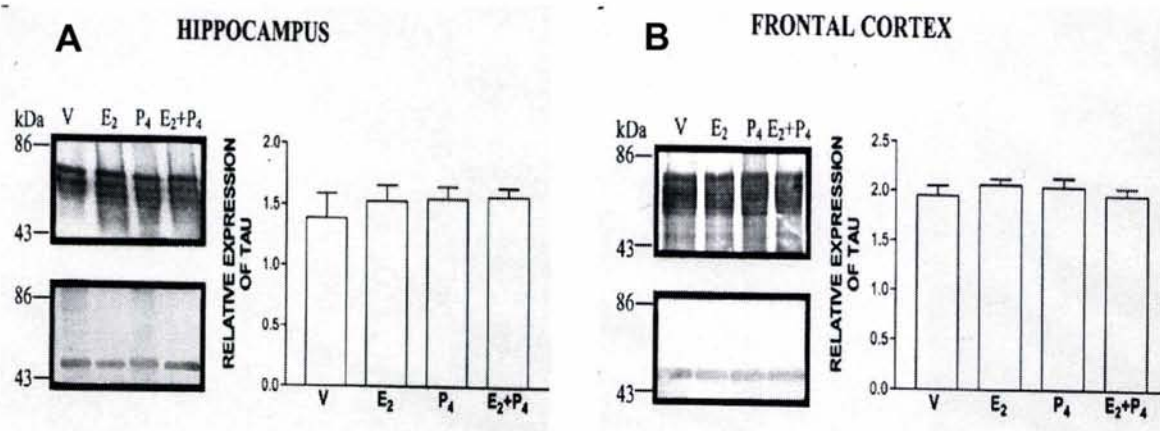 A
HIPPOCAMPUS
kDa V E₂ P₄ E₂+P₄
86
43
86
43
RELATIVE EXPRESSION
OF TAU
2.0
1.5
1.0
0.5
0.0
V E₂ P₄ E₂+P₄
B
FRONTAL CORTEX
kDa V E₂ P₄ E₂+P₄
86
43
86
43
RELATIVE EXPRESSION
OF TAU
2.5
2.0
1.5
1.0
0.5
0.0
V E₂ P₄ E₂+P₄